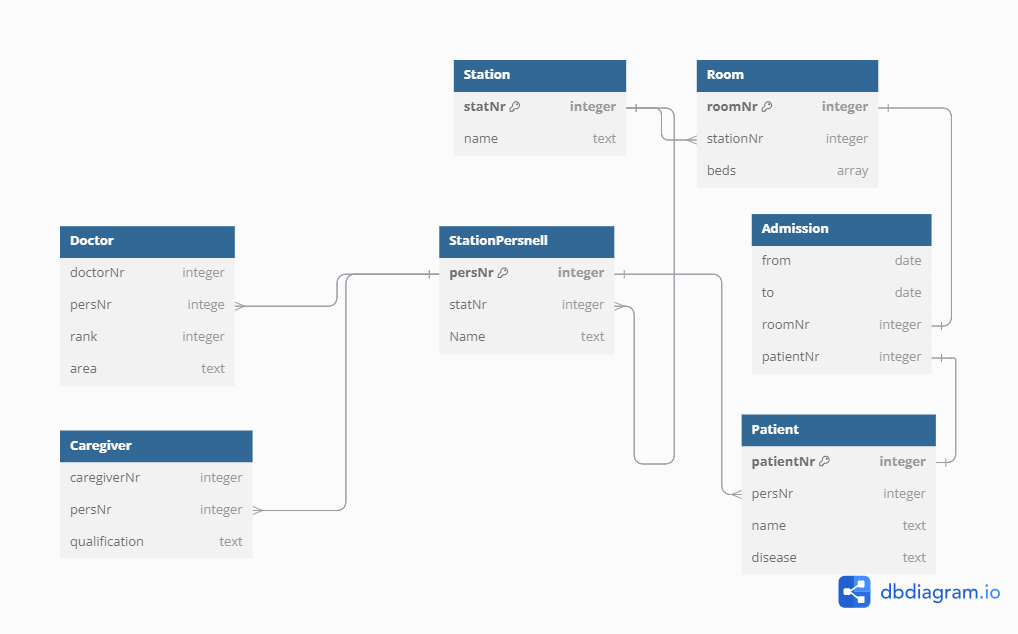 Station
statNr integer
name text
Room
roomNr integer
stationNr integer
beds array
Doctor
doctorNr integer
persNr intege
rank integer
area text
StationPersnell
persNr integer
statNr integer
Name text
Admission
from date
to date
roomNr integer
patientNr integer
Caregiver
caregiverNr integer
persNr integer
qualification text
Patient
patientNr integer
persNr integer
name text
disease text
dbdiagram.io